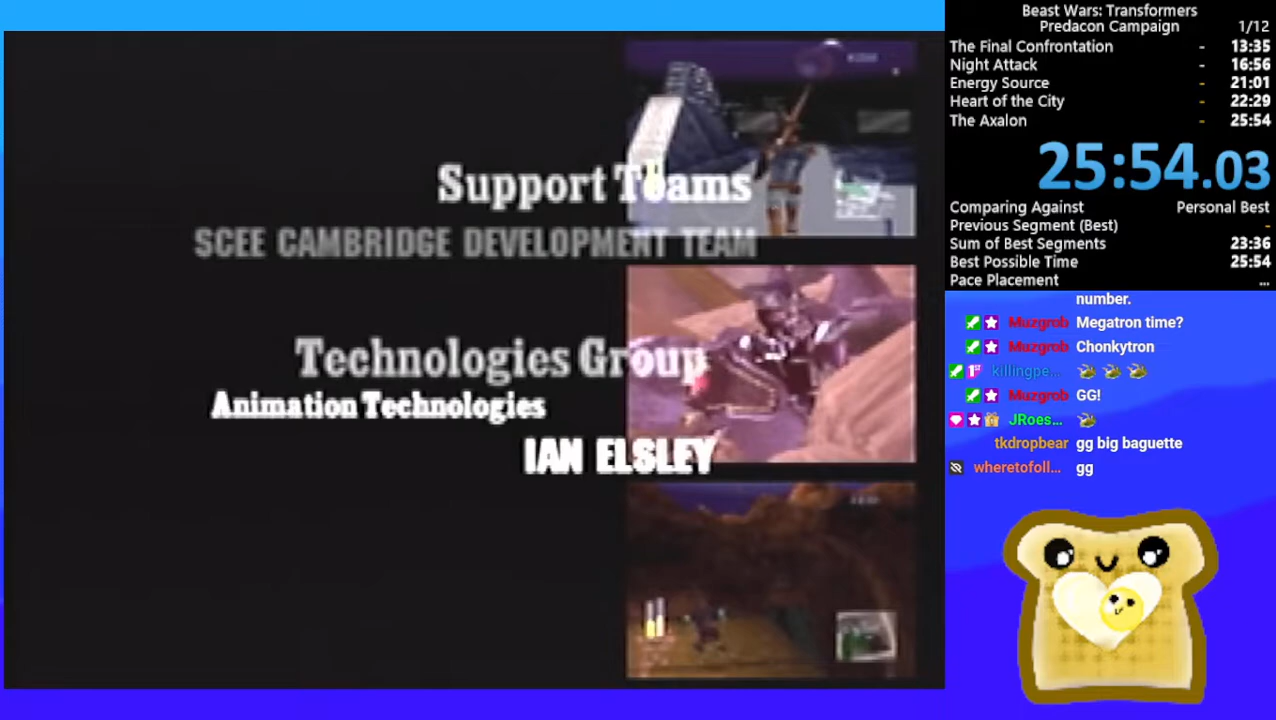 Support Teams
SCEE CAMBRIDGE DEVELOPMENT TEAM
Technologies Group
Animation Technologies
IAN ELSLEY
Beast Wars: Transformers
Predacon Campaign 1/12
The Final Confrontation - 13:35
Night Attack - 16:56
Energy Source - 21:01
Heart of the City - 22:29
The Axalon - 25:54
25:54.03
Comparing Against Personal Best
Previous Segment (Best) -
Sum of Best Segments 23:36
Best Possible Time 25:54
Pace Placement ...
number.
Muzgrob Megatron time?
Muzgrob Chonkytron
killingpe...
Muzgrob GG!
JRoes...
tkdropbear gg big baguette
wheretofoll... gg